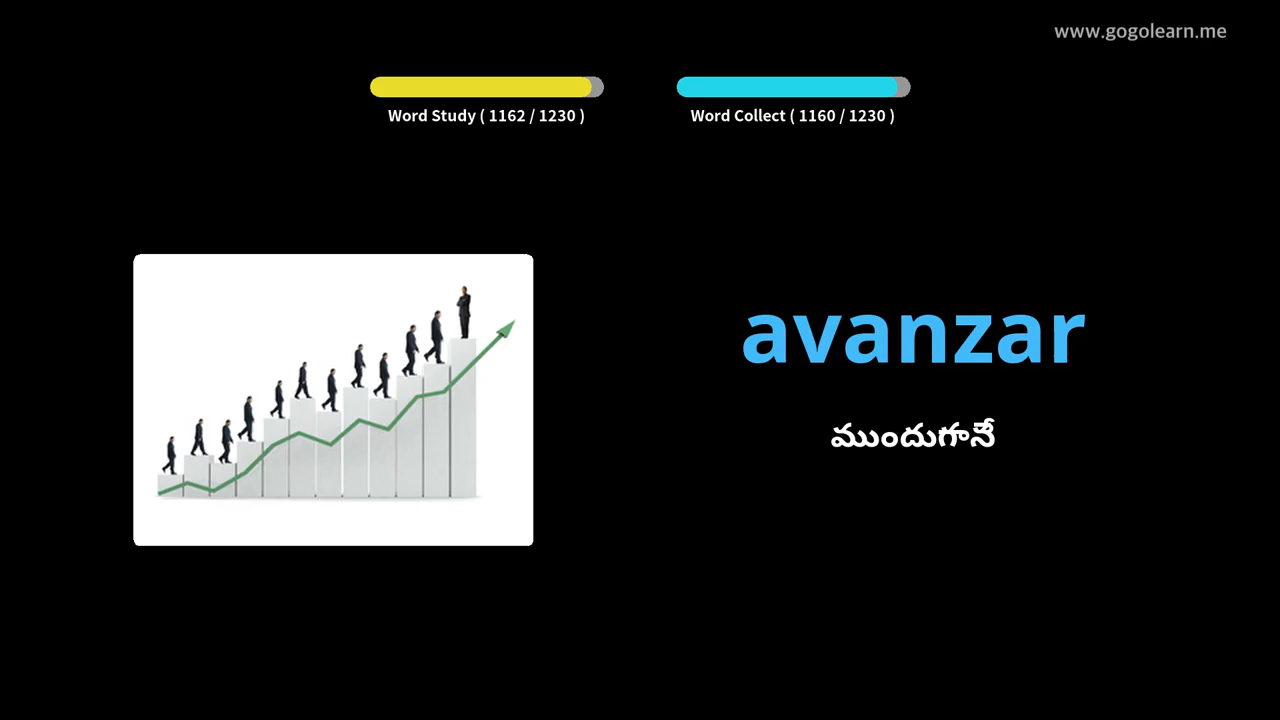 www.gogolearn.me
Word Study ( 1162 / 1230 )
Word Collect ( 1160 / 1230 )
avanzar
ముందుగానే